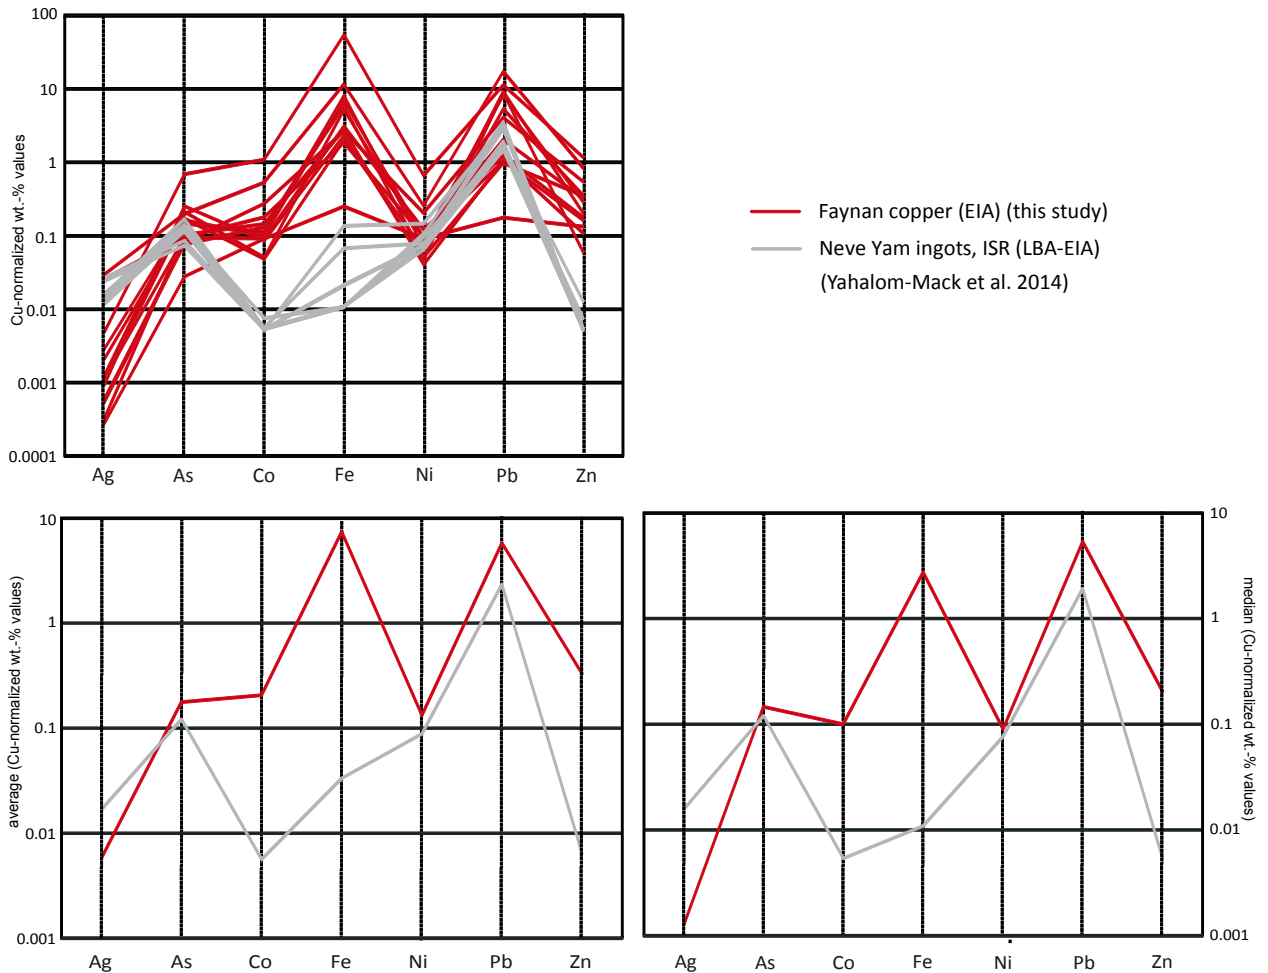 100
10
1
0.1
0.01
0.001
0.0001
Cu-normalized wt.-% values
Ag As Co Fe Ni Pb Zn
Faynan copper (EIA) (this study)
Neve Yam ingots, ISR (LBA-EIA)
(Yahalom-Mack et al. 2014)
10
1
0.1
0.01
0.001
average (Cu-normalized wt.-% values)
Ag As Co Fe Ni Pb Zn
10
1
0.1
0.01
0.001
median (Cu-normalized wt.-% values)
Ag As Co Fe Ni Pb Zn